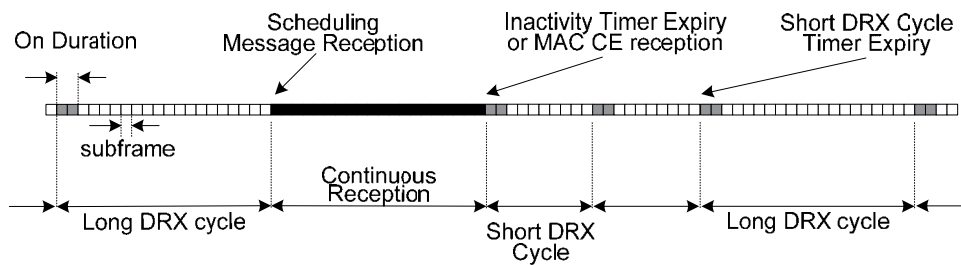 On Duration
Scheduling
Message Reception
Inactivity Timer Expiry
or MAC CE reception
Short DRX Cycle
Timer Expiry
subframe
Continuous
Reception
Long DRX cycle
Short DRX
Cycle
Long DRX cycle